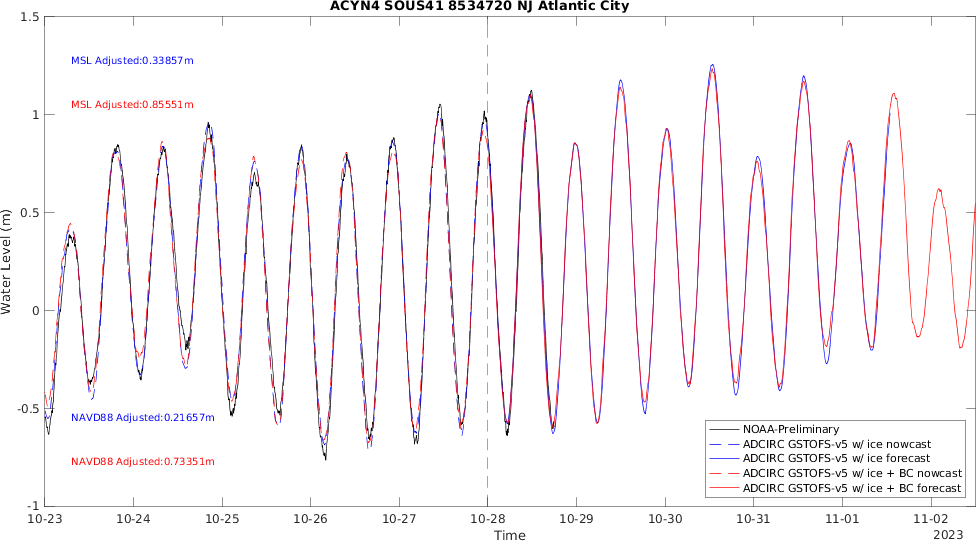 ACYN4 SOUS41 8534720 NJ Atlantic City
1.5
1
0.5
0
-0.5
-1
Water Level (m)
MSL Adjusted:0.33857m
MSL Adjusted:0.85551m
NAVD88 Adjusted:0.21657m
NAVD88 Adjusted:0.73351m
NOAA-Preliminary
ADCIRC GSTOFS-v5 w/ ice nowcast
ADCIRC GSTOFS-v5 w/ ice forecast
ADCIRC GSTOFS-v5 w/ ice + BC nowcast
ADCIRC GSTOFS-v5 w/ ice + BC forecast
10-23 10-24 10-25 10-26 10-27 10-28 10-29 10-30 10-31 11-01 11-02
Time 2023